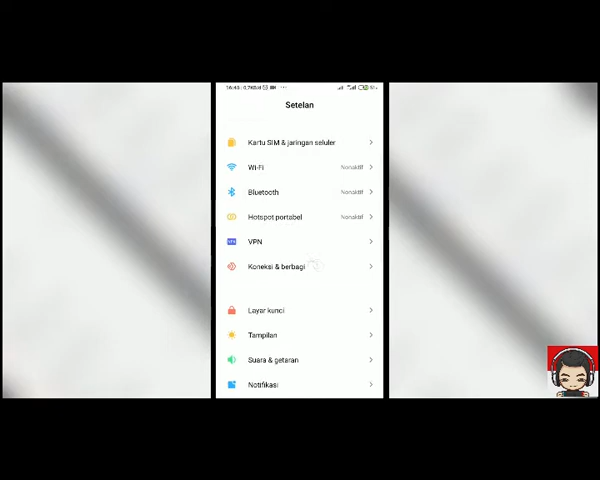 Setelan
Kartu SIM & jaringan seluler
Wi-Fi
Nonaktif
Bluetooth
Nonaktif
Hotspot portabel
Nonaktif
VPN
Koneksi & berbagi
Layar kunci
Tampilan
Suara & getaran
Notifikasi